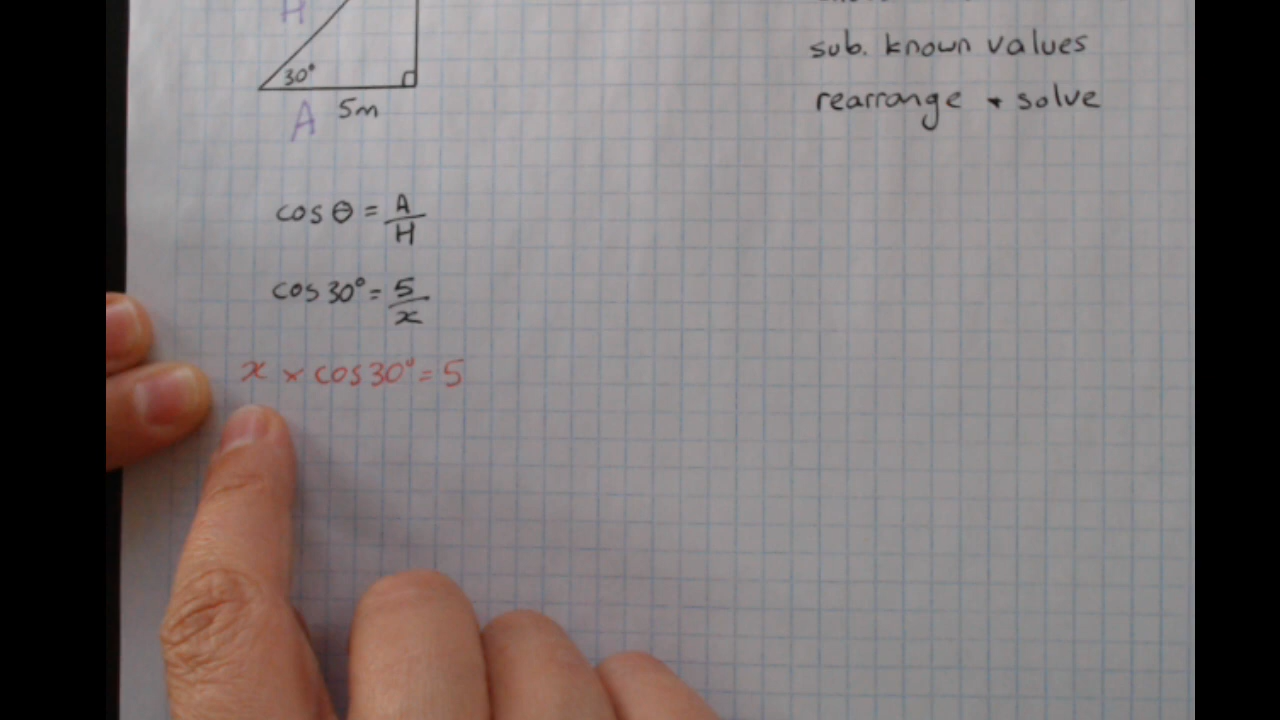 H
30°
5m
A
sub. known values
rearrange + solve
cos θ = A/H
cos 30° = 5/x
x × cos 30° = 5